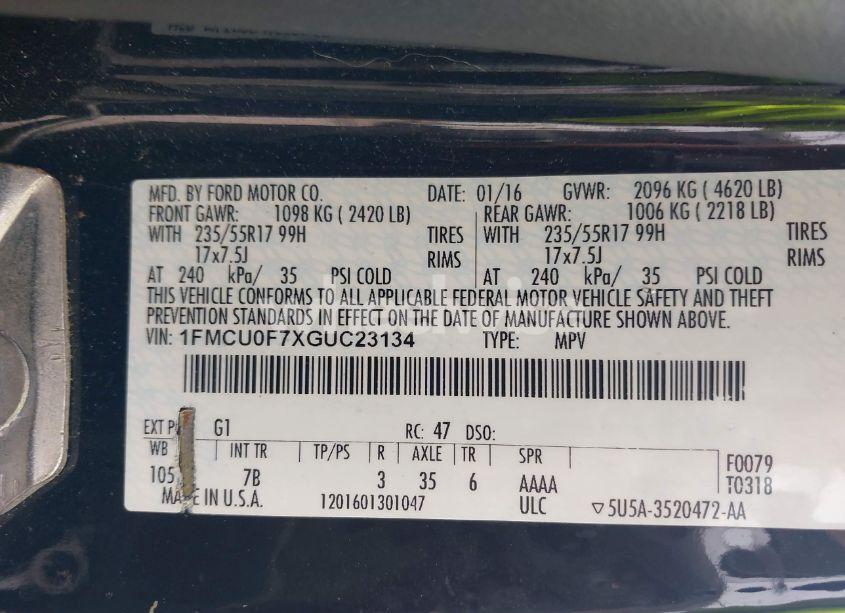 MFD. BY FORD MOTOR CO. DATE: 01/16 GVWR: 2096 KG ( 4620 LB)
FRONT GAWR: 1098 KG ( 2420 LB) REAR GAWR: 1006 KG ( 2218 LB)
WITH 235/55R17 99H TIRES WITH 235/55R17 99H TIRES
17x7.5J RIMS 17x7.5J RIMS
AT 240 kPa/ 35 PSI COLD AT 240 kPa/ 35 PSI COLD
THIS VEHICLE CONFORMS TO ALL APPLICABLE FEDERAL MOTOR VEHICLE SAFETY AND THEFT
PREVENTION STANDARDS IN EFFECT ON THE DATE OF MANUFACTURE SHOWN ABOVE.
VIN: 1FMCU0F7XGUC23134 TYPE: MPV
EXT G1 RC: 47 DSO:
WB INT TR TP/PS R AXLE TR SPR F0079
105 7B 3 35 6 AAAA T0318
IN U.S.A. 1201601301047 ULC ▽5U5A-3520472-AA